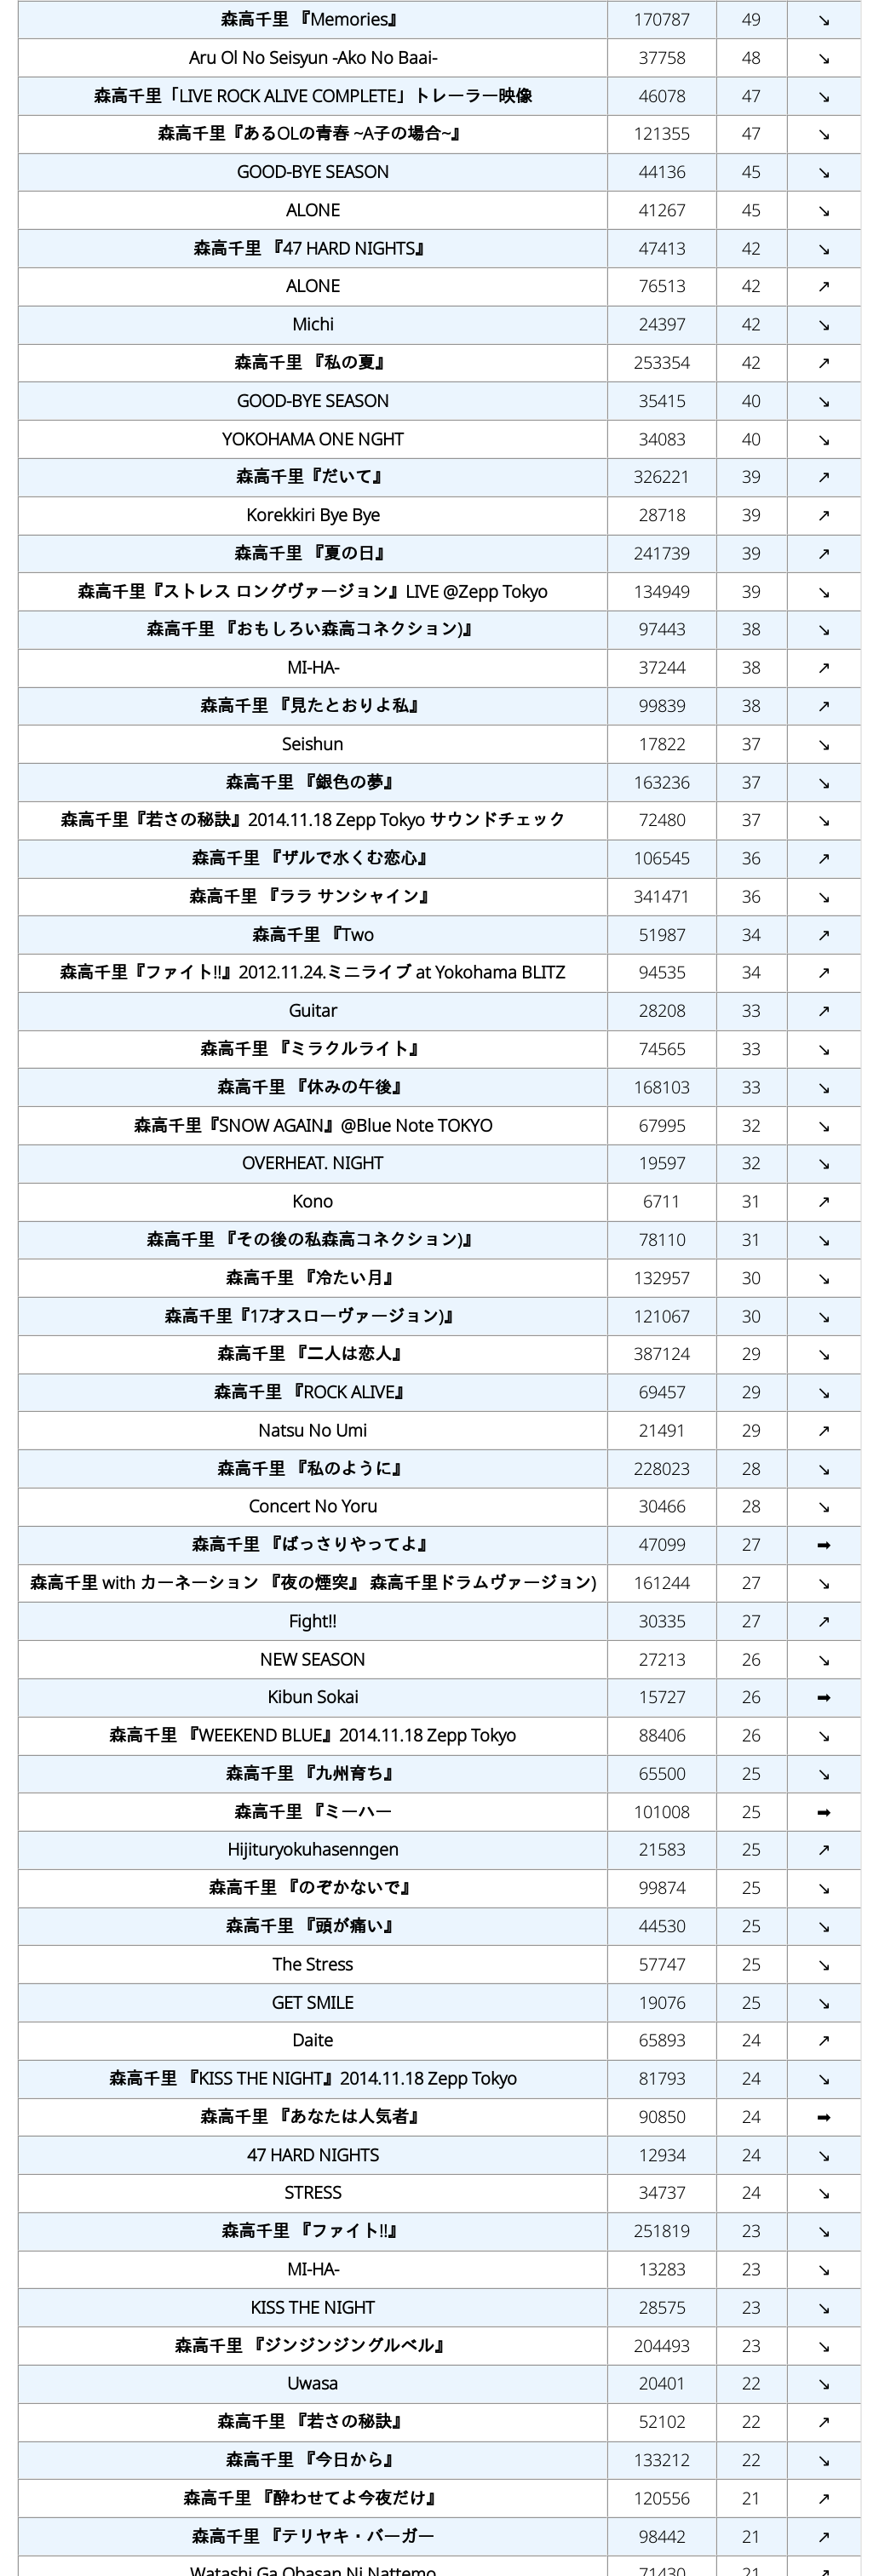 森高千里 『Memories』 170787 49 ↘
Aru Ol No Seisyun -Ako No Baai- 37758 48 ↘
森高千里「LIVE ROCK ALIVE COMPLETE」トレーラー映像 46078 47 ↘
森高千里『あるOLの青春 ~A子の場合~』 121355 47 ↘
GOOD-BYE SEASON 44136 45 ↘
ALONE 41267 45 ↘
森高千里 『47 HARD NIGHTS』 47413 42 ↘
ALONE 76513 42 ↗
Michi 24397 42 ↘
森高千里 『私の夏』 253354 42 ↗
GOOD-BYE SEASON 35415 40 ↘
YOKOHAMA ONE NGHT 34083 40 ↘
森高千里『だいて』 326221 39 ↗
Korekkiri Bye Bye 28718 39 ↗
森高千里 『夏の日』 241739 39 ↗
森高千里『ストレス ロングヴァージョン』LIVE @Zepp Tokyo 134949 39 ↘
森高千里 『おもしろい森高コネクション)』 97443 38 ↘
MI-HA- 37244 38 ↗
森高千里 『見たとおりよ私』 99839 38 ↗
Seishun 17822 37 ↘
森高千里 『銀色の夢』 163236 37 ↘
森高千里『若さの秘訣』2014.11.18 Zepp Tokyo サウンドチェック 72480 37 ↘
森高千里 『ザルで水くむ恋心』 106545 36 ↗
森高千里 『ララ サンシャイン』 341471 36 ↘
森高千里 『Two 51987 34 ↗
森高千里『ファイト!!』2012.11.24.ミニライブ at Yokohama BLITZ 94535 34 ↗
Guitar 28208 33 ↗
森高千里 『ミラクルライト』 74565 33 ↘
森高千里 『休みの午後』 168103 33 ↘
森高千里『SNOW AGAIN』@Blue Note TOKYO 67995 32 ↘
OVERHEAT. NIGHT 19597 32 ↘
Kono 6711 31 ↗
森高千里 『その後の私森高コネクション)』 78110 31 ↘
森高千里 『冷たい月』 132957 30 ↘
森高千里『17才スローヴァージョン)』 121067 30 ↘
森高千里 『二人は恋人』 387124 29 ↘
森高千里 『ROCK ALIVE』 69457 29 ↘
Natsu No Umi 21491 29 ↗
森高千里 『私のように』 228023 28 ↘
Concert No Yoru 30466 28 ↘
森高千里 『ばっさりやってよ』 47099 27 ➡
森高千里 with カーネーション 『夜の煙突』 森高千里ドラムヴァージョン) 161244 27 ↘
Fight!! 30335 27 ↗
NEW SEASON 27213 26 ↘
Kibun Sokai 15727 26 ➡
森高千里 『WEEKEND BLUE』2014.11.18 Zepp Tokyo 88406 26 ↘
森高千里 『九州育ち』 65500 25 ↘
森高千里 『ミーハー 101008 25 ➡
Hijituryokuhasenngen 21583 25 ↗
森高千里 『のぞかないで』 99874 25 ↘
森高千里 『頭が痛い』 44530 25 ↘
The Stress 57747 25 ↘
GET SMILE 19076 25 ↘
Daite 65893 24 ↗
森高千里 『KISS THE NIGHT』2014.11.18 Zepp Tokyo 81793 24 ↘
森高千里 『あなたは人気者』 90850 24 ➡
47 HARD NIGHTS 12934 24 ↘
STRESS 34737 24 ↘
森高千里 『ファイト!!』 251819 23 ↘
MI-HA- 13283 23 ↘
KISS THE NIGHT 28575 23 ↘
森高千里 『ジンジンジングルベル』 204493 23 ↘
Uwasa 20401 22 ↘
森高千里 『若さの秘訣』 52102 22 ↗
森高千里 『今日から』 133212 22 ↘
森高千里 『酔わせてよ今夜だけ』 120556 21 ↗
森高千里 『テリヤキ・バーガー 98442 21 ↗
Watashi Ga Obasan Ni Nattemo 71430 21 ↗